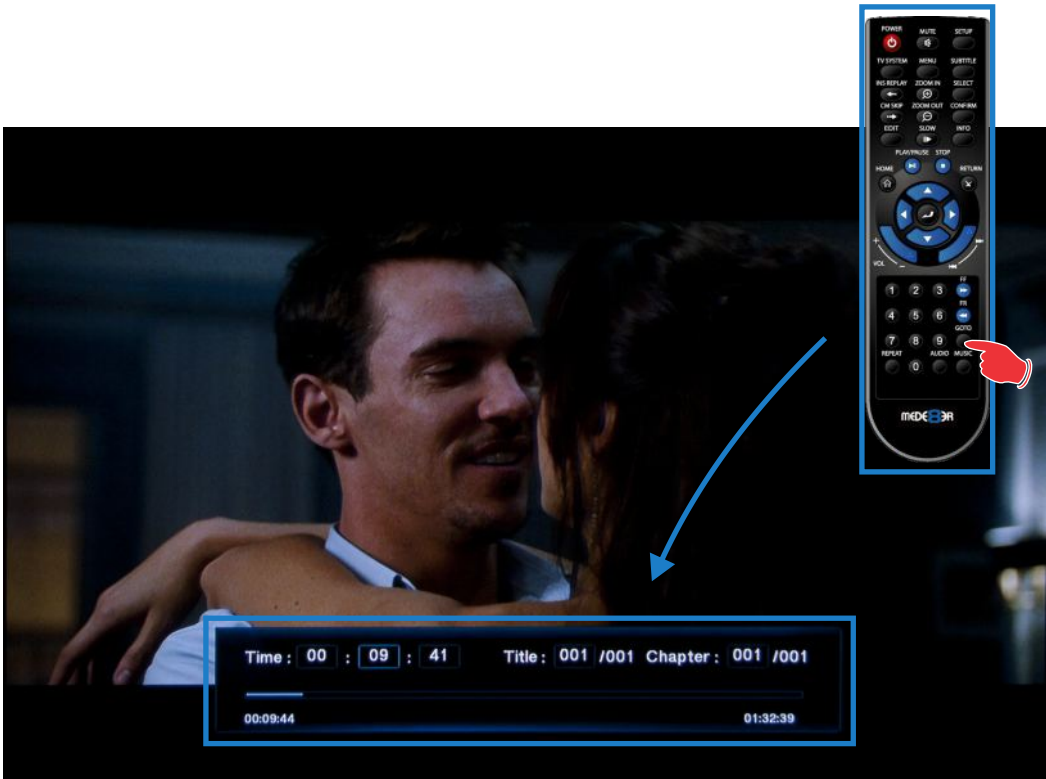 POWER MUTE SETUP
TV SYSTEM MENU SUBTITLE
INS REPLAY ZOOM IN SELECT
CM SKIP ZOOM OUT CONFIRM
EDIT SLOW INFO
PLAY/PAUSE STOP
HOME RETURN
+
VOL -
FF
1 2 3
FR
4 5 6
GOTO
7 8 9
REPEAT AUDIO MUSIC
0
MEDE8ER
Time : 00 : 09 : 41 Title : 001 /001 Chapter : 001 /001
00:09:44 01:32:39